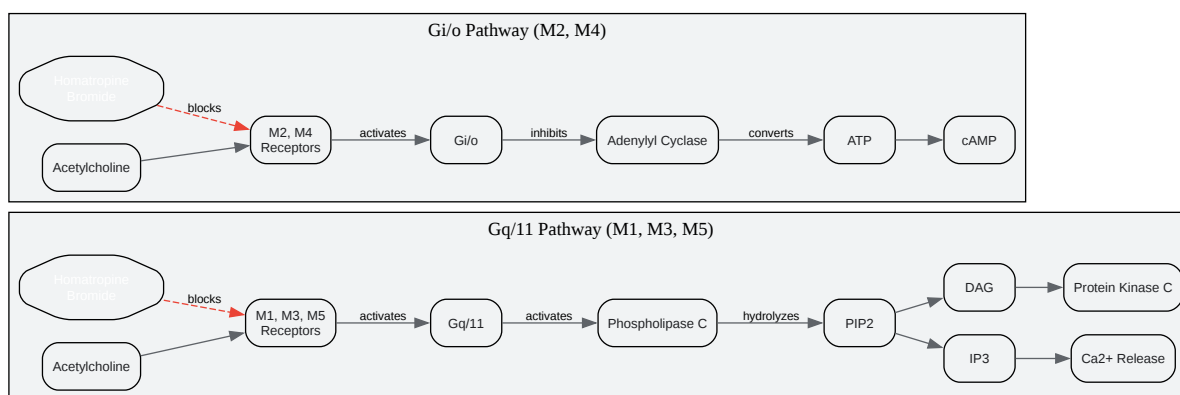 Gi/o Pathway (M2, M4)
Homatropine
Bromide
blocks
M2, M4
Receptors
Acetylcholine
activates
Gi/o
inhibits
Adenylyl Cyclase
converts
ATP
cAMP
Gq/11 Pathway (M1, M3, M5)
Homatropine
Bromide
blocks
M1, M3, M5
Receptors
Acetylcholine
activates
Gq/11
activates
Phospholipase C
hydrolyzes
PIP2
DAG
Protein Kinase C
IP3
Ca2+ Release